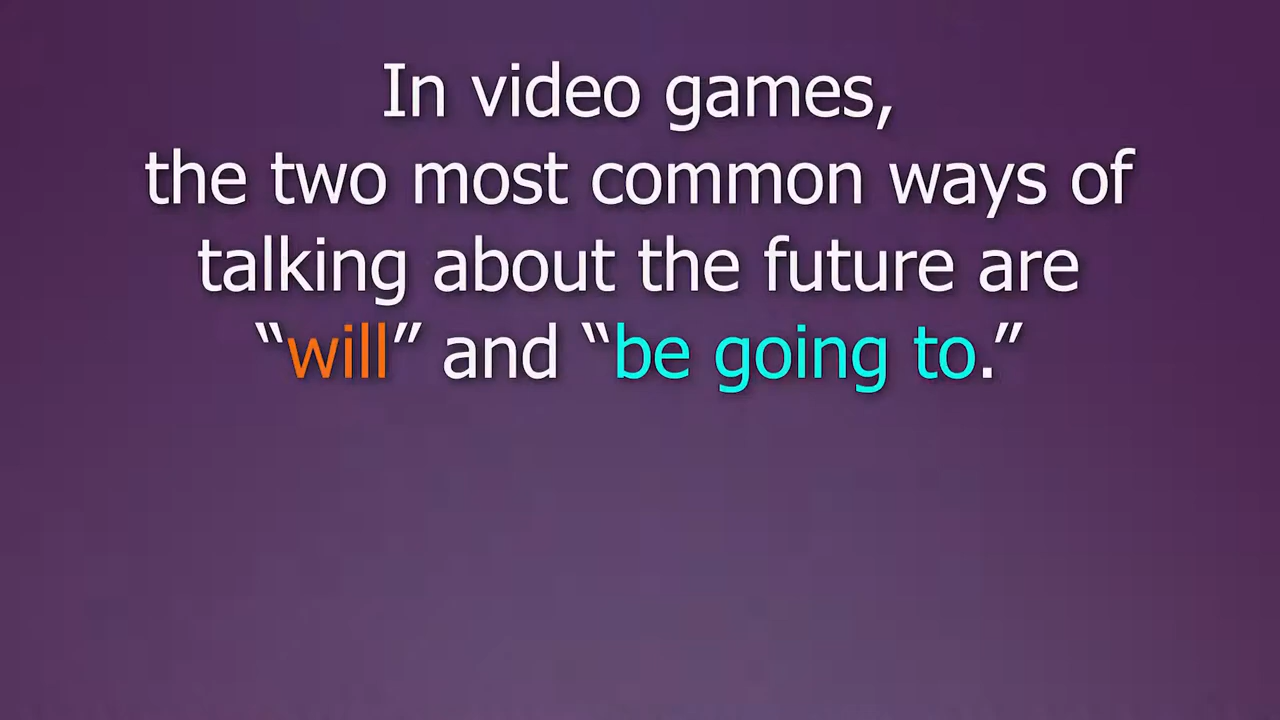 In video games,
the two most common ways of
talking about the future are
“will” and “be going to.”